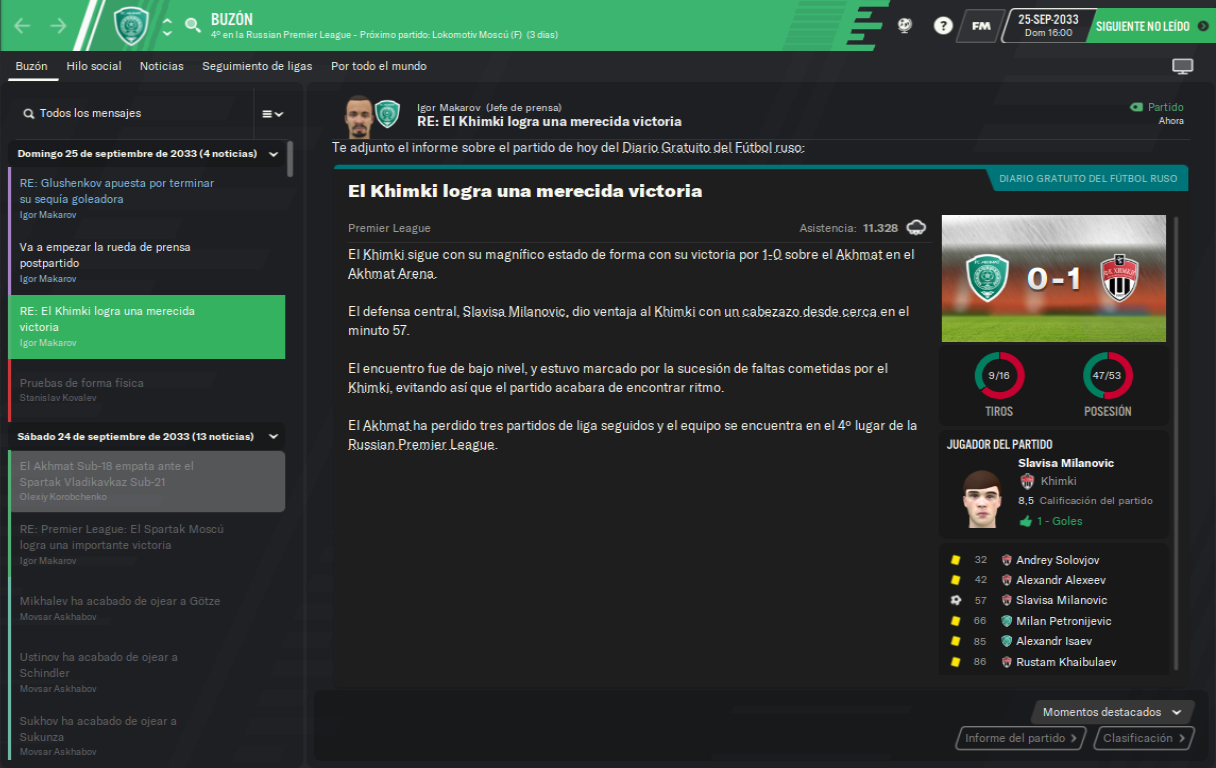 BUZÓN
4º en la Russian Premier League - Próximo partido: Lokomotiv Moscú (F) (3 días)
?
FM
25-SEP-2033
Dom 16:00
SIGUIENTE NO LEÍDO
Buzón
Hilo social
Noticias
Seguimiento de ligas
Por todo el mundo
Todos los mensajes
Domingo 25 de septiembre de 2033 (4 noticias)
RE: Glushenkov apuesta por terminar
su sequía goleadora
Igor Makarov
Va a empezar la rueda de prensa
postpartido
Igor Makarov
RE: El Khimki logra una merecida
victoria
Igor Makarov
Pruebas de forma física
Stanislav Kovalev
Sábado 24 de septiembre de 2033 (13 noticias)
El Akhmat Sub-18 empata ante el
Spartak Vladikavkaz Sub-21
Olexiy Korobchenko
RE: Premier League: El Spartak Moscú
logra una importante victoria
Igor Makarov
Mikhalev ha acabado de ojear a Götze
Movsar Askhabov
Ustinov ha acabado de ojear a
Schindler
Movsar Askhabov
Sukhov ha acabado de ojear a
Sukunza
Movsar Askhabov
Igor Makarov (Jefe de prensa)
RE: El Khimki logra una merecida victoria
Partido
Ahora
Te adjunto el informe sobre el partido de hoy del Diario Gratuito del Fútbol ruso:
El Khimki logra una merecida victoria
DIARIO GRATUITO DEL FÚTBOL RUSO
Premier League
Asistencia: 11.328
El Khimki sigue con su magnífico estado de forma con su victoria por 1-0 sobre el Akhmat en el
Akhmat Arena.
El defensa central, Slavisa Milanovic, dio ventaja al Khimki con un cabezazo desde cerca en el
minuto 57.
El encuentro fue de bajo nivel, y estuvo marcado por la sucesión de faltas cometidas por el
Khimki, evitando así que el partido acabara de encontrar ritmo.
El Akhmat ha perdido tres partidos de liga seguidos y el equipo se encuentra en el 4º lugar de la
Russian Premier League.
0-1
9/16
47/53
TIROS
POSESIÓN
JUGADOR DEL PARTIDO
Slavisa Milanovic
Khimki
8,5 Calificación del partido
1 - Goles
32 Andrey Solovjov
42 Alexandr Alexeev
57 Slavisa Milanovic
66 Milan Petronijevic
85 Alexandr Isaev
86 Rustam Khaibulaev
Momentos destacados
Informe del partido
Clasificación